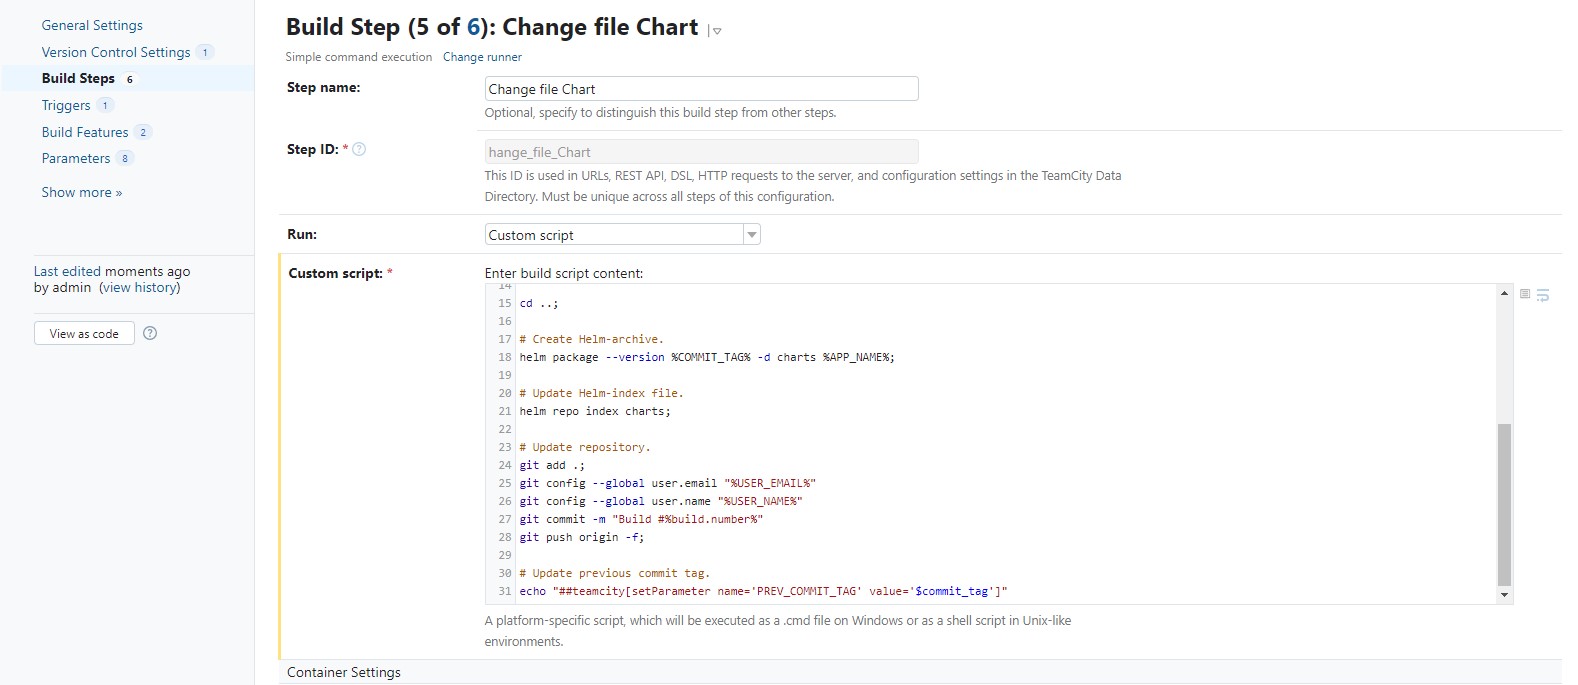 General Settings
Version Control Settings 1
Build Steps 6
Triggers 1
Build Features 2
Parameters 8
Show more »
Last edited moments ago
by admin (view history)
View as code ?
Build Step (5 of 6): Change file Chart
Simple command execution Change runner
Step name: Change file Chart
Optional, specify to distinguish this build step from other steps.
Step ID: * ? hange_file_Chart
This ID is used in URLs, REST API, DSL, HTTP requests to the server, and configuration settings in the TeamCity Data
Directory. Must be unique across all steps of this configuration.
Run: Custom script
Custom script: * Enter build script content:
14
15 cd ..;
16
17 # Create Helm-archive.
18 helm package --version %COMMIT_TAG% -d charts %APP_NAME%;
19
20 # Update Helm-index file.
21 helm repo index charts;
22
23 # Update repository.
24 git add .;
25 git config --global user.email "%USER_EMAIL%"
26 git config --global user.name "%USER_NAME%"
27 git commit -m "Build #%build.number%"
28 git push origin -f;
29
30 # Update previous commit tag.
31 echo "##teamcity[setParameter name='PREV_COMMIT_TAG' value='$commit_tag']"
A platform-specific script, which will be executed as a .cmd file on Windows or as a shell script in Unix-like
environments.
Container Settings